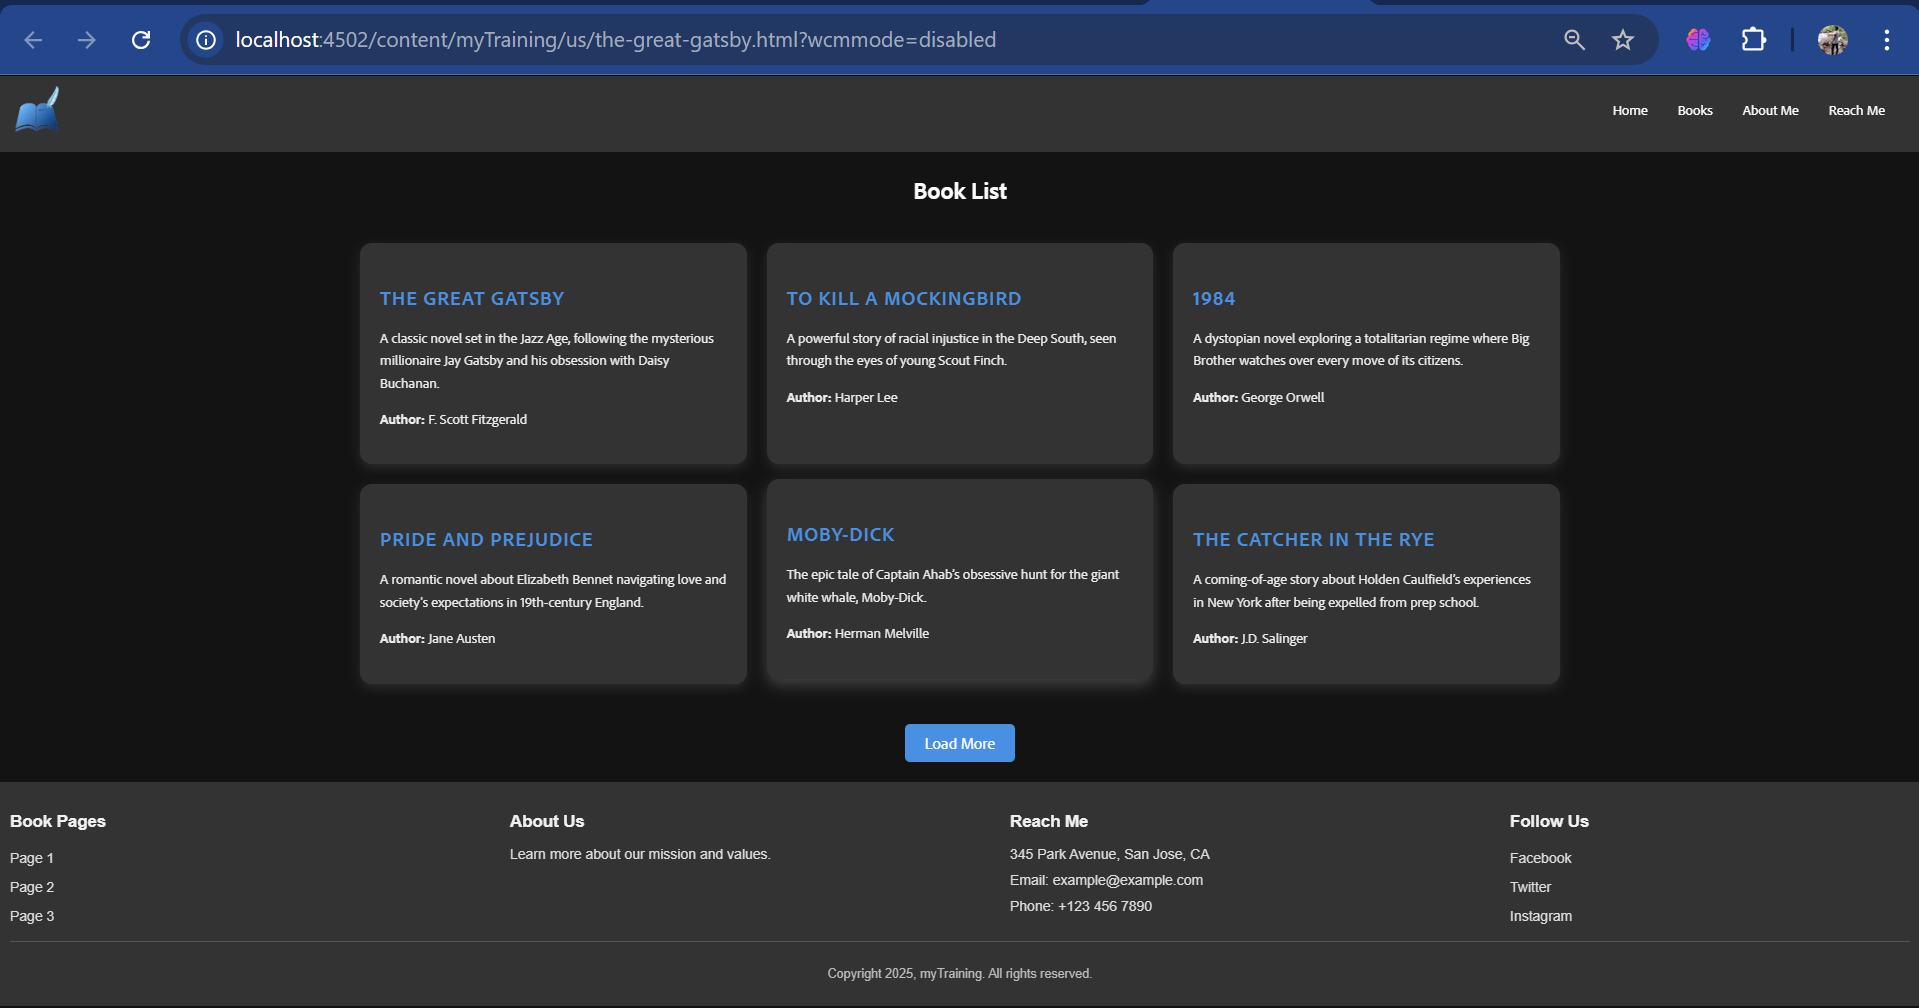 localhost:4502/content/myTraining/us/the-great-gatsby.html?wcmmode=disabled
Home
Books
About Me
Reach Me
Book List
THE GREAT GATSBY
A classic novel set in the Jazz Age, following the mysterious
millionaire Jay Gatsby and his obsession with Daisy
Buchanan.
Author: F. Scott Fitzgerald
TO KILL A MOCKINGBIRD
A powerful story of racial injustice in the Deep South, seen
through the eyes of young Scout Finch.
Author: Harper Lee
1984
A dystopian novel exploring a totalitarian regime where Big
Brother watches over every move of its citizens.
Author: George Orwell
PRIDE AND PREJUDICE
A romantic novel about Elizabeth Bennet navigating love and
society's expectations in 19th-century England.
Author: Jane Austen
MOBY-DICK
The epic tale of Captain Ahab's obsessive hunt for the giant
white whale, Moby-Dick.
Author: Herman Melville
THE CATCHER IN THE RYE
A coming-of-age story about Holden Caulfield's experiences
in New York after being expelled from prep school.
Author: J.D. Salinger
Load More
Book Pages
Page 1
Page 2
Page 3
About Us
Learn more about our mission and values.
Reach Me
345 Park Avenue, San Jose, CA
Email: example@example.com
Phone: +123 456 7890
Follow Us
Facebook
Twitter
Instagram
Copyright 2025, myTraining. All rights reserved.